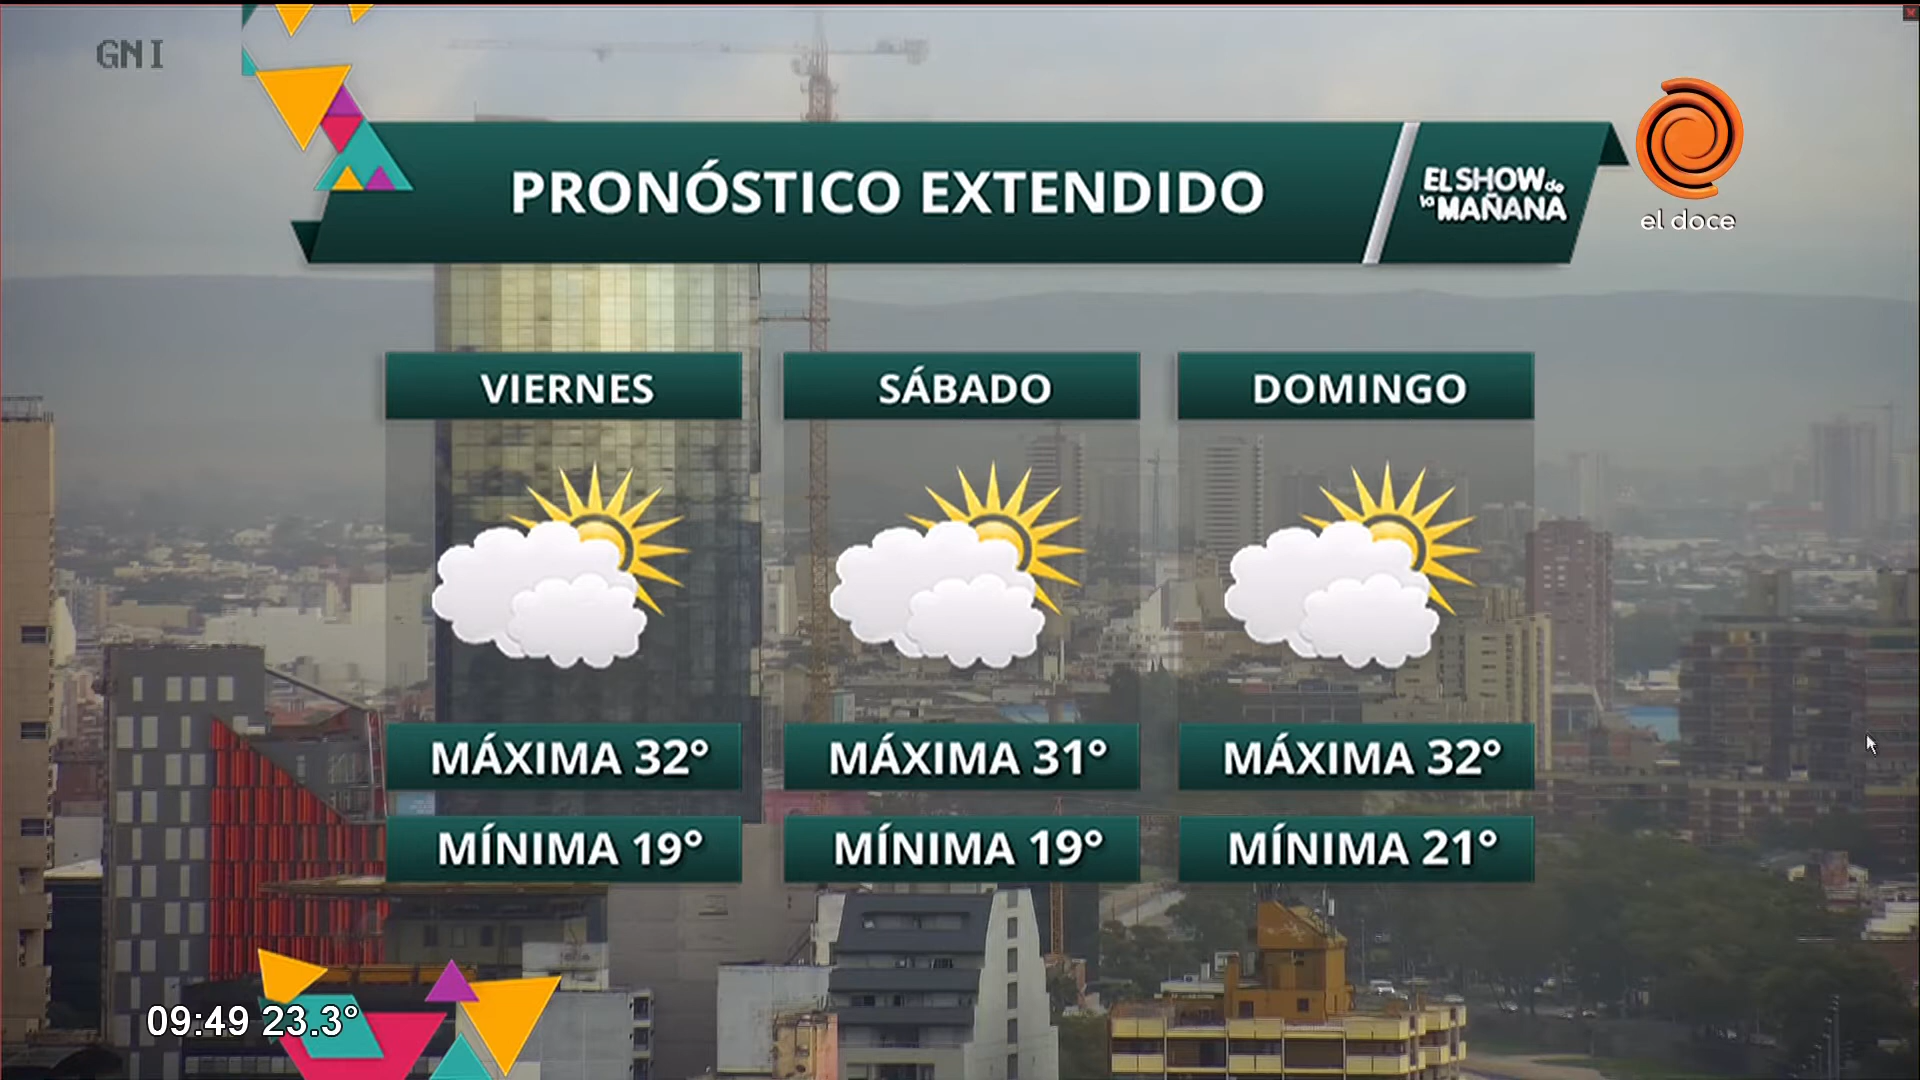 GNI
PRONÓSTICO EXTENDIDO
EL SHOW de
la MAÑANA
el doce
VIERNES
SÁBADO
DOMINGO
MÁXIMA 32°
MÁXIMA 31°
MÁXIMA 32°
MÍNIMA 19°
MÍNIMA 19°
MÍNIMA 21°
09:49 23.3°